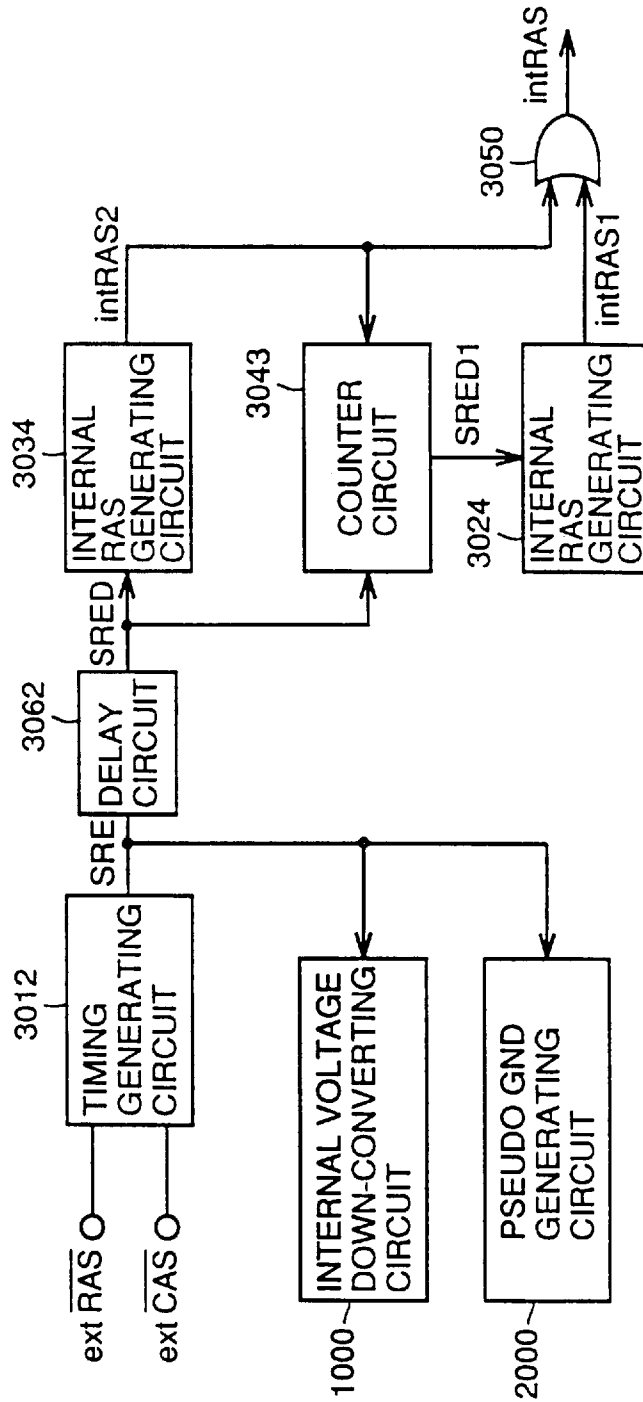 ext RAS
ext CAS
3012
TIMING
GENERATING
CIRCUIT
SRE
3062
DELAY
CIRCUIT
SRED
3034
INTERNAL
RAS
GENERATING
CIRCUIT
intRAS2
3043
COUNTER
CIRCUIT
SRED1
3024
INTERNAL
RAS
GENERATING
CIRCUIT
intRAS1
3050
intRAS
1000
INTERNAL VOLTAGE
DOWN-CONVERTING
CIRCUIT
2000
PSEUDO GND
GENERATING
CIRCUIT